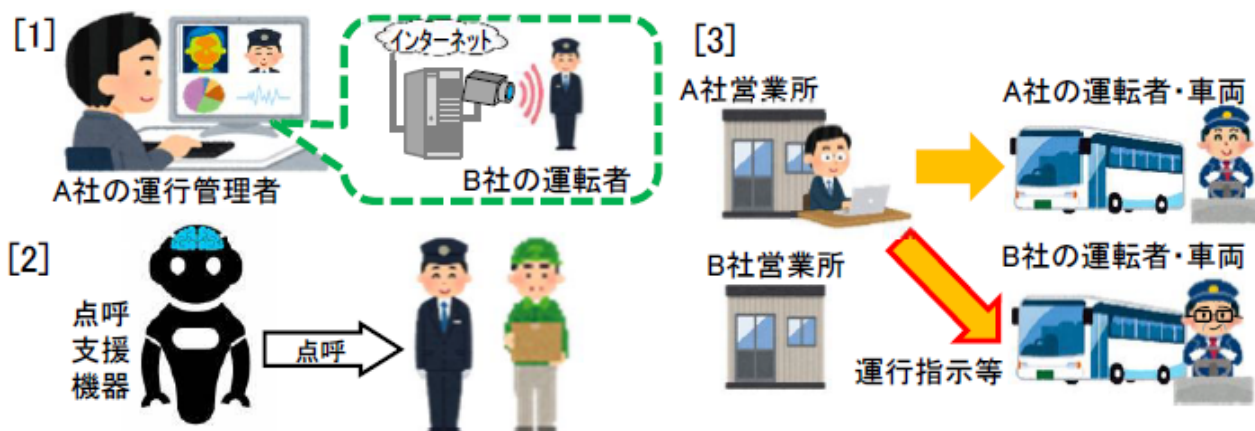 [1]
インターネット
A社の運行管理者
B社の運転者
[2]
点呼
支援
機器
点呼
[3]
A社営業所
A社の運転者・車両
B社営業所
B社の運転者・車両
運行指示等